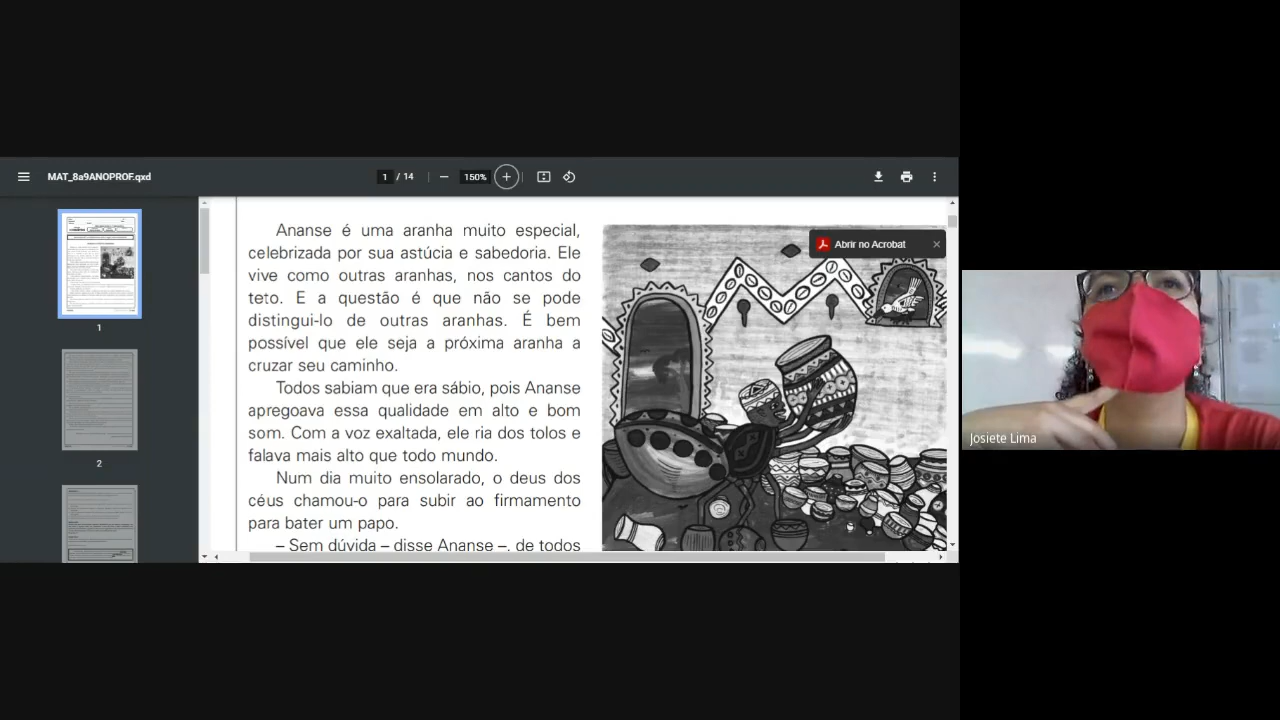 MAT_8a9ANOPROF.qxd
1 / 14
150%
Abrir no Acrobat
1
2
Ananse é uma aranha muito especial,
celebrizada por sua astúcia e sabedoria. Ele
vive como outras aranhas, nos cantos do
teto. E a questão é que não se pode
distingui-lo de outras aranhas. É bem
possível que ele seja a próxima aranha a
cruzar seu caminho.
Todos sabiam que era sábio, pois Ananse
apregoava essa qualidade em alto e bom
som. Com a voz exaltada, ele ria dos tolos e
falava mais alto que todo mundo.
Num dia muito ensolarado, o deus dos
céus chamou-o para subir ao firmamento
para bater um papo.
– Sem dúvida – disse Ananse –, de todos
Josiete Lima